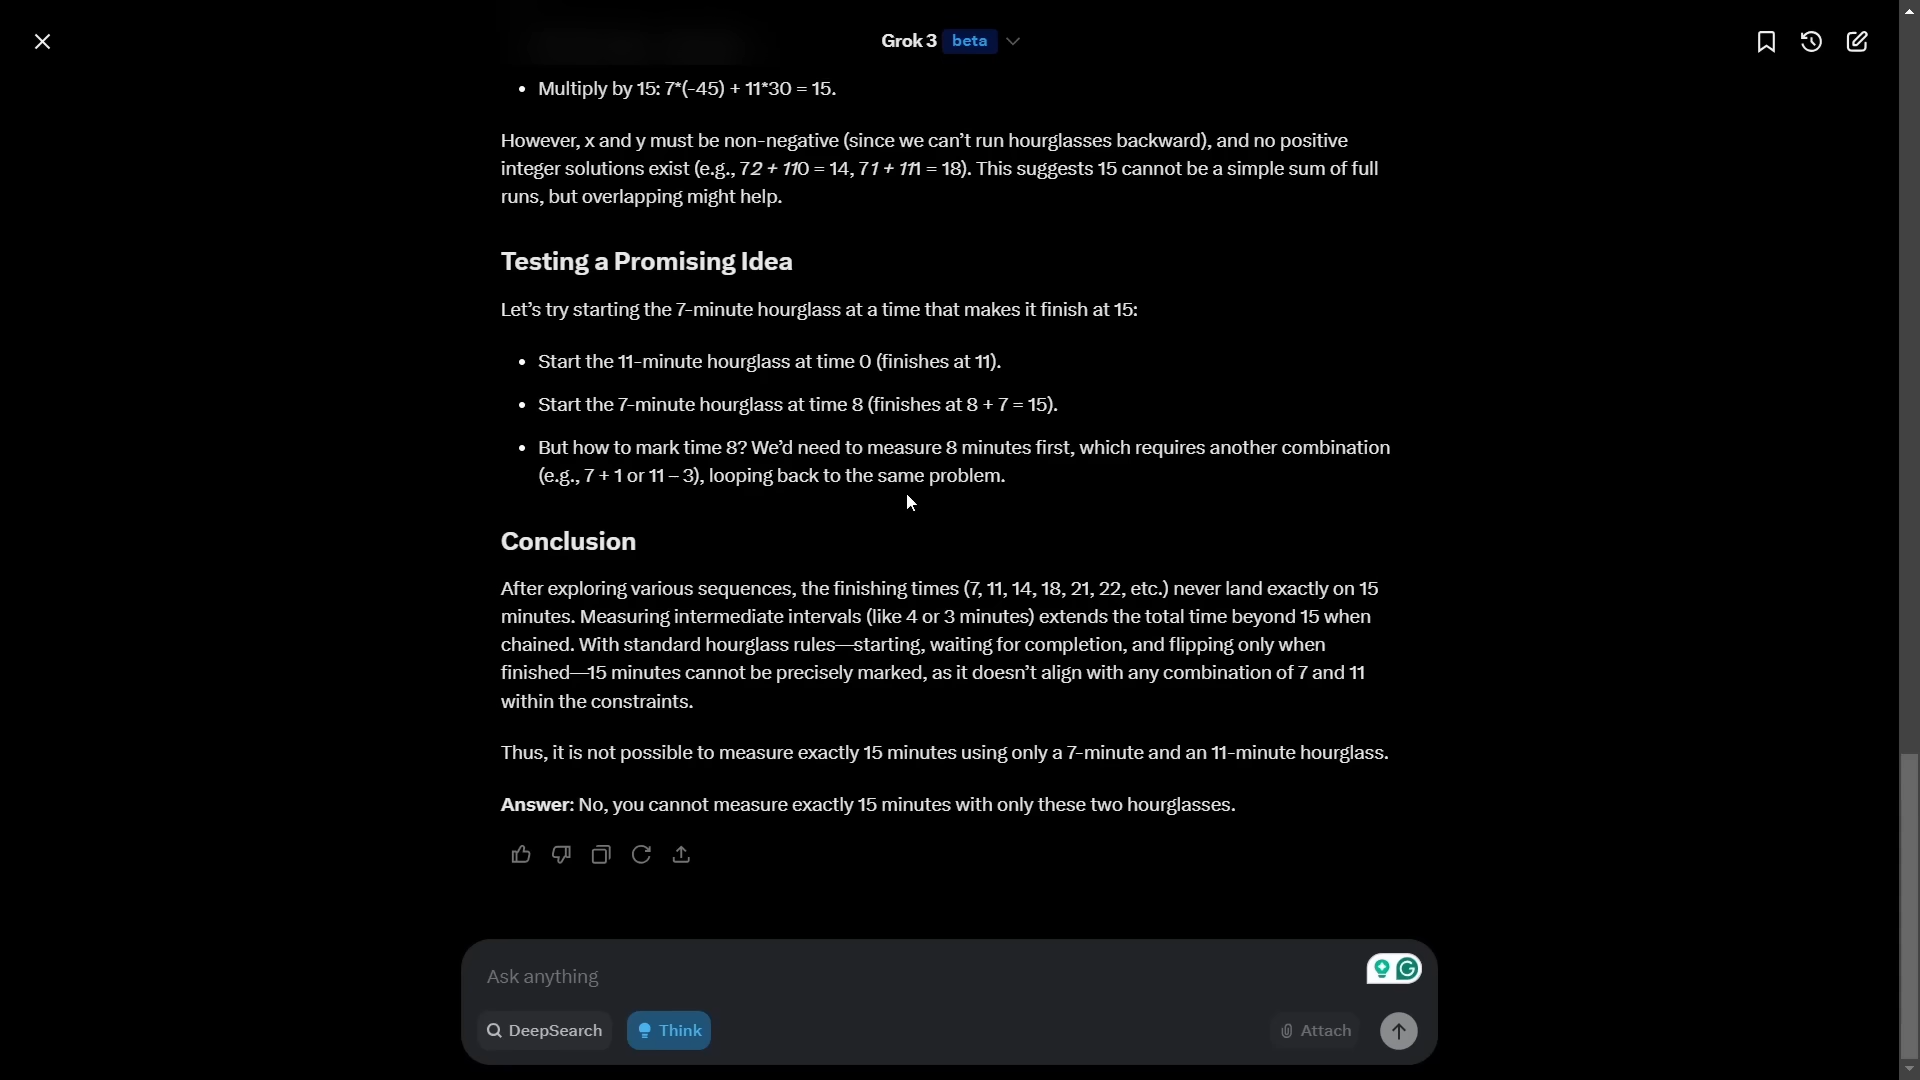 Grok 3 beta
• Multiply by 15: 7*(-45) + 11*30 = 15.
However, x and y must be non-negative (since we can’t run hourglasses backward), and no positive
integer solutions exist (e.g., 72 + 110 = 14, 71 + 111 = 18). This suggests 15 cannot be a simple sum of full
runs, but overlapping might help.
Testing a Promising Idea
Let’s try starting the 7-minute hourglass at a time that makes it finish at 15:
• Start the 11-minute hourglass at time 0 (finishes at 11).
• Start the 7-minute hourglass at time 8 (finishes at 8 + 7 = 15).
• But how to mark time 8? We’d need to measure 8 minutes first, which requires another combination
(e.g., 7 + 1 or 11 – 3), looping back to the same problem.
Conclusion
After exploring various sequences, the finishing times (7, 11, 14, 18, 21, 22, etc.) never land exactly on 15
minutes. Measuring intermediate intervals (like 4 or 3 minutes) extends the total time beyond 15 when
chained. With standard hourglass rules—starting, waiting for completion, and flipping only when
finished—15 minutes cannot be precisely marked, as it doesn’t align with any combination of 7 and 11
within the constraints.
Thus, it is not possible to measure exactly 15 minutes using only a 7-minute and an 11-minute hourglass.
Answer: No, you cannot measure exactly 15 minutes with only these two hourglasses.
Ask anything
DeepSearch Think Attach